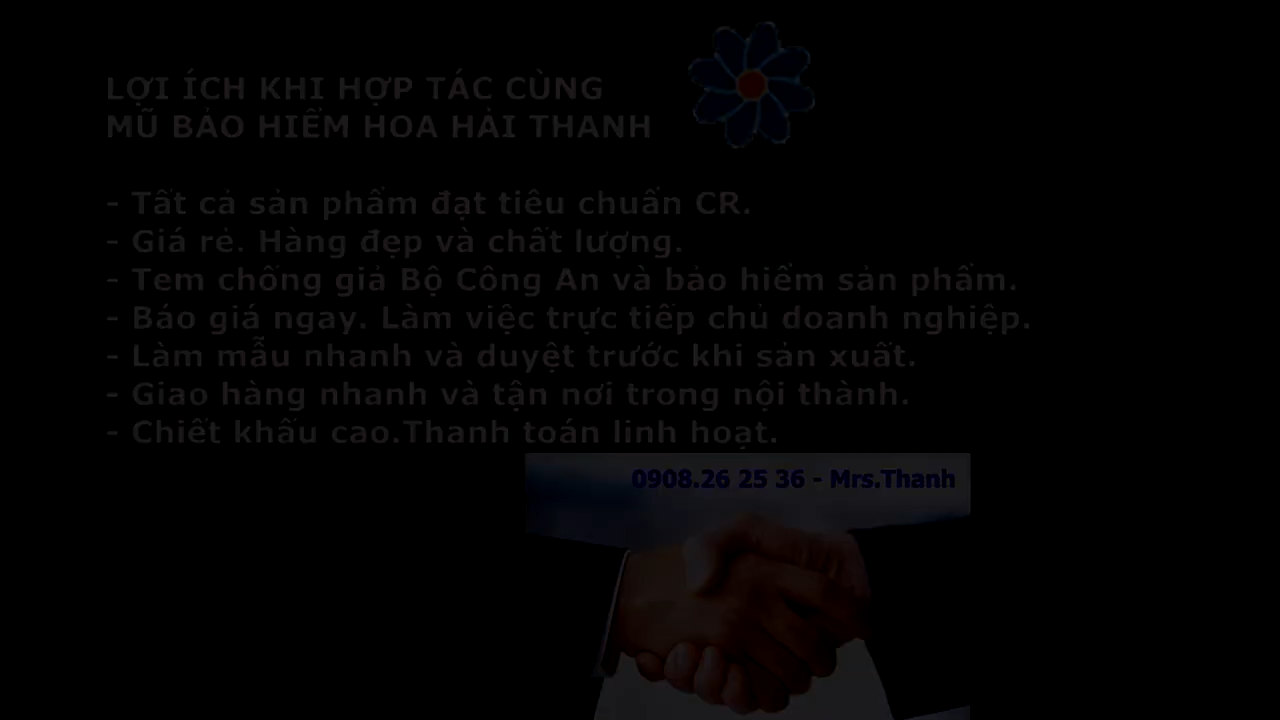 LỢI ÍCH KHI HỢP TÁC CÙNG
MŨ BẢO HIỂM HOA HẢI THANH
- Tất cả sản phẩm đạt tiêu chuẩn CR.
- Giá rẻ. Hàng đẹp và chất lượng.
- Tem chống giả Bộ Công An và bảo hiểm sản phẩm.
- Báo giá ngay. Làm việc trực tiếp chủ doanh nghiệp.
- Làm mẫu nhanh và duyệt trước khi sản xuất.
- Giao hàng nhanh và tận nơi trong nội thành.
- Chiết khấu cao.Thanh toán linh hoạt.
0908.26 25 36 - Mrs.Thanh